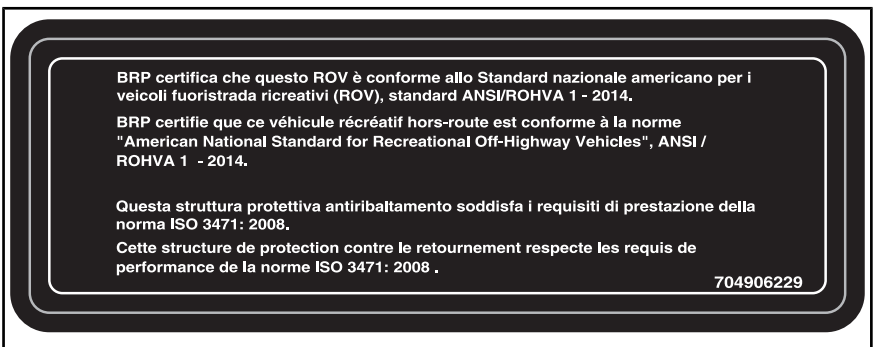 BRP certifica che questo ROV è conforme allo Standard nazionale americano per i
veicoli fuoristrada ricreativi (ROV), standard ANSI/ROHVA 1 - 2014.
BRP certifie que ce véhicule récréatif hors-route est conforme à la norme
"American National Standard for Recreational Off-Highway Vehicles", ANSI /
ROHVA 1 - 2014.
Questa struttura protettiva antiribaltamento soddisfa i requisiti di prestazione della
norma ISO 3471: 2008.
Cette structure de protection contre le retournement respecte les requis de
performance de la norme ISO 3471: 2008 .
704906229